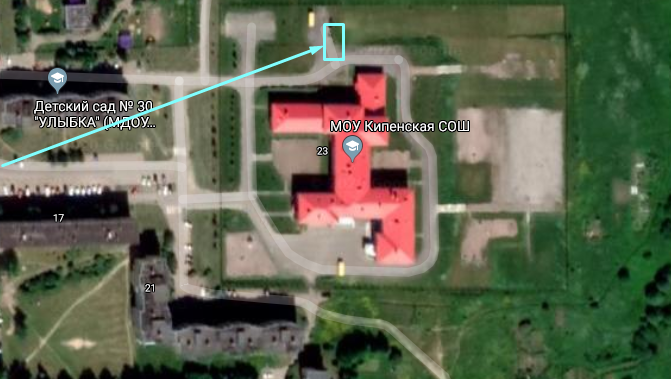 Детский сад № 30
"УЛЫБКА" (МДОУ...
МОУ Кипенская СОШ
23
17
21